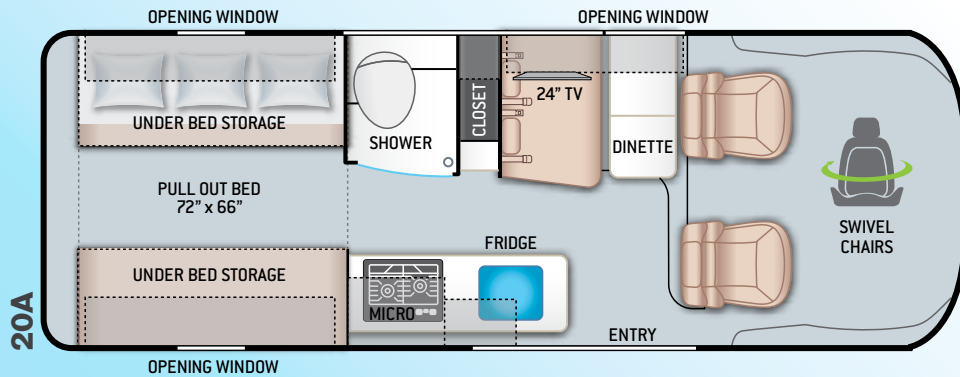 OPENING WINDOW
OPENING WINDOW
UNDER BED STORAGE
SHOWER
CLOSET
24” TV
DINETTE
PULL OUT BED
72” x 66”
SWIVEL
CHAIRS
FRIDGE
UNDER BED STORAGE
MICRO
ENTRY
20A
OPENING WINDOW